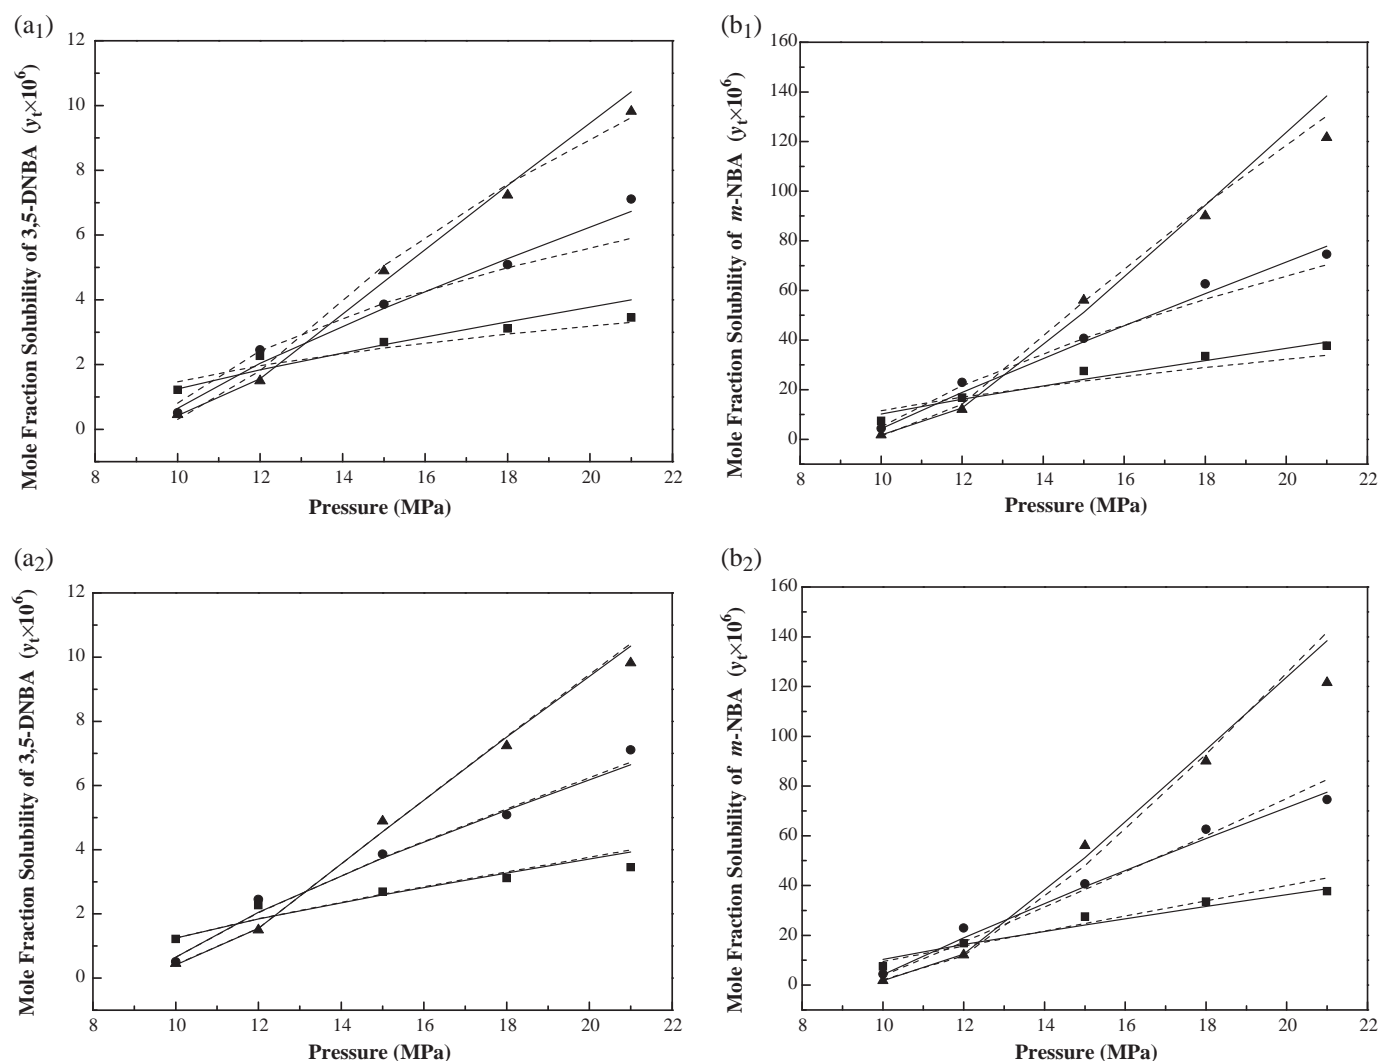 (a1)
Mole Fraction Solubility of 3,5-DNBA (yt×10^6)
12
10
8
6
4
2
0
8 10 12 14 16 18 20 22
Pressure (MPa)
(b1)
Mole Fraction Solubility of m-NBA (yt×10^6)
160
140
120
100
80
60
40
20
0
8 10 12 14 16 18 20 22
Pressure (MPa)
(a2)
Mole Fraction Solubility of 3,5-DNBA (yt×10^6)
12
10
8
6
4
2
0
8 10 12 14 16 18 20 22
Pressure (MPa)
(b2)
Mole Fraction Solubility of m-NBA (yt×10^6)
160
140
120
100
80
60
40
20
0
8 10 12 14 16 18 20 22
Pressure (MPa)